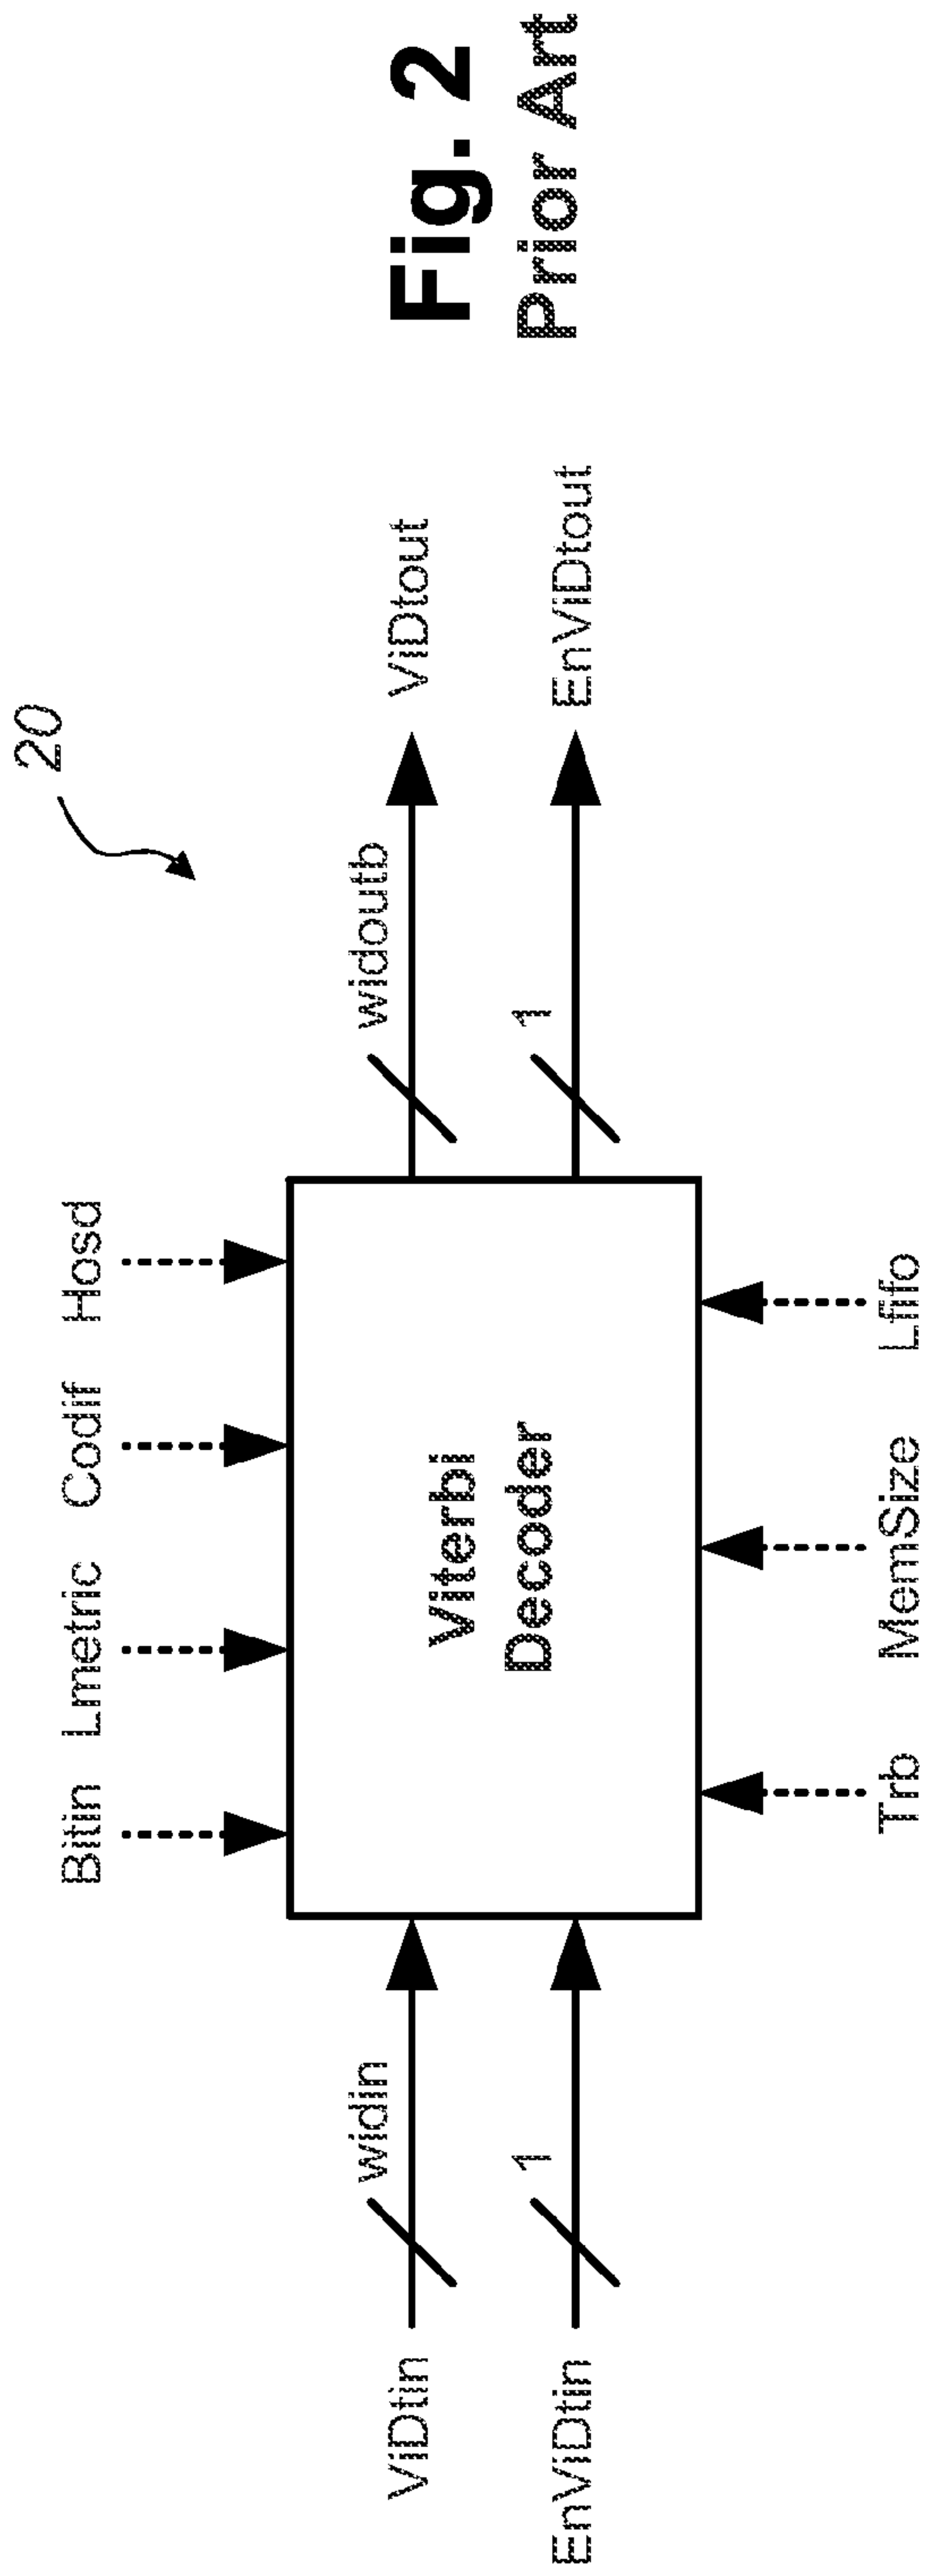 20
Bitin Lmetric Codif Hosd
ViDtin
widin
Viterbi
Decoder
widoutb
ViDtout
EnViDtin
1
1
EnViDtout
Trb MemSize Lfifo
Fig. 2
Prior Art